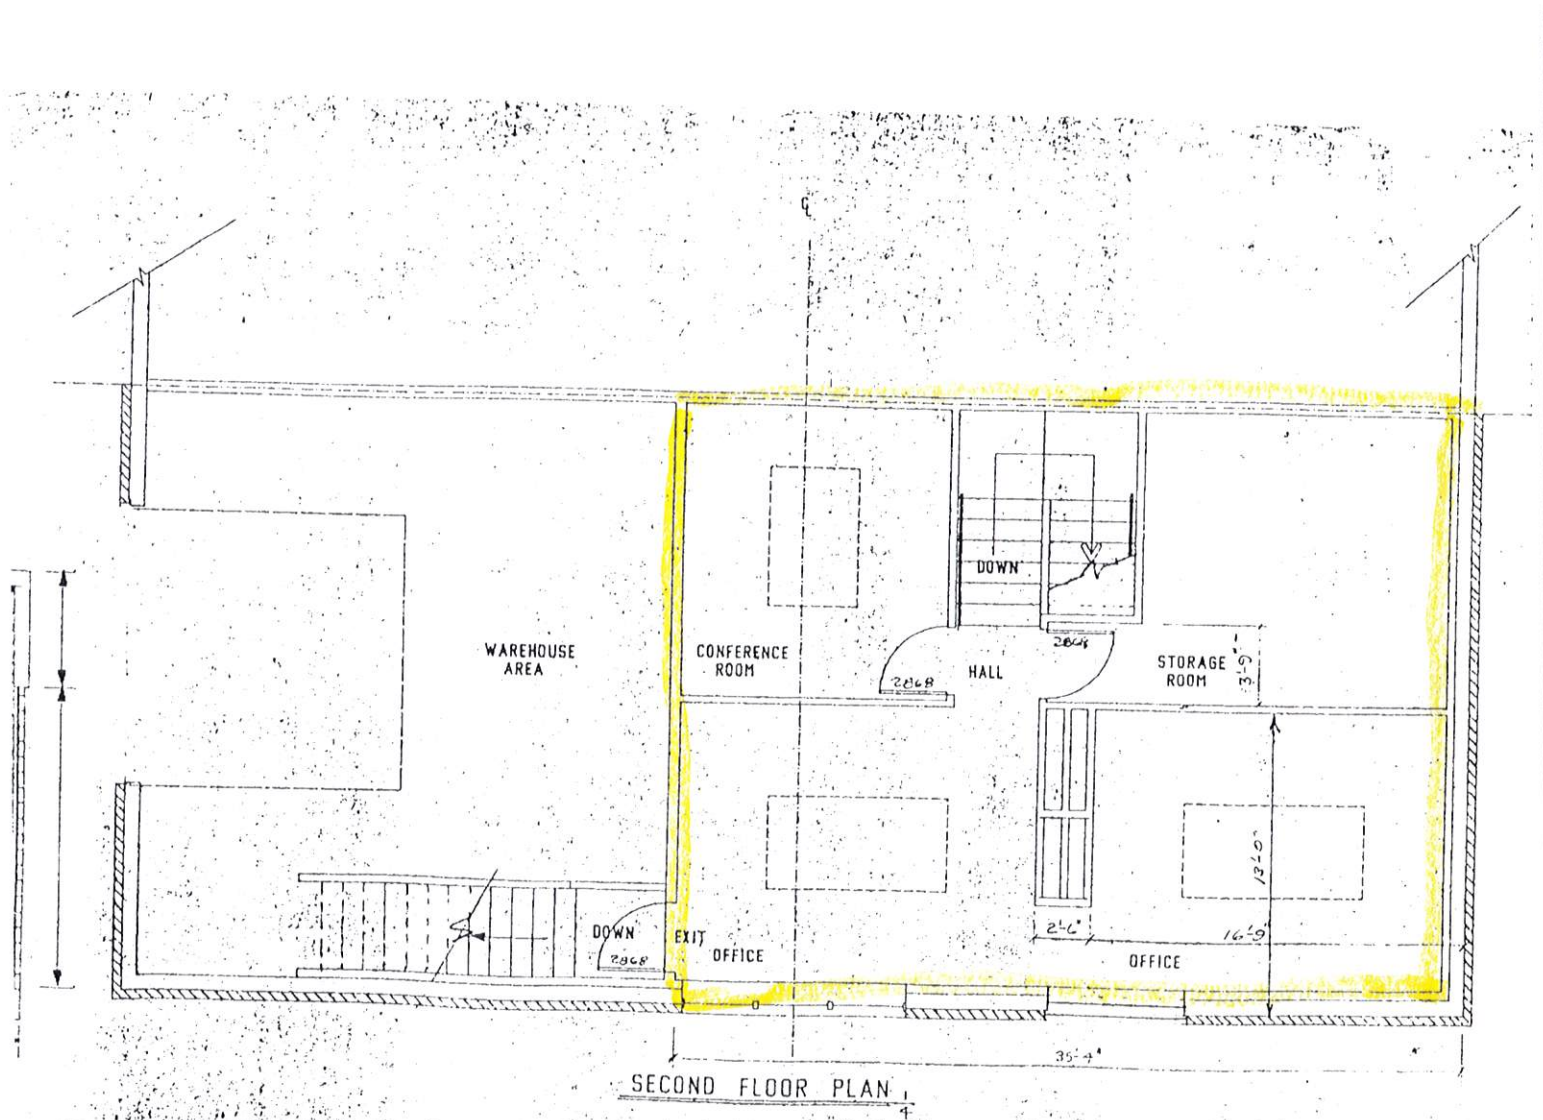 ℄
DOWN
2868
WAREHOUSE
AREA
CONFERENCE
ROOM
2868
HALL
STORAGE
ROOM
3'-9"
13'-0"
DOWN
EXIT
2868
OFFICE
2'-6"
16'-9"
OFFICE
35'-4"
SECOND FLOOR PLAN